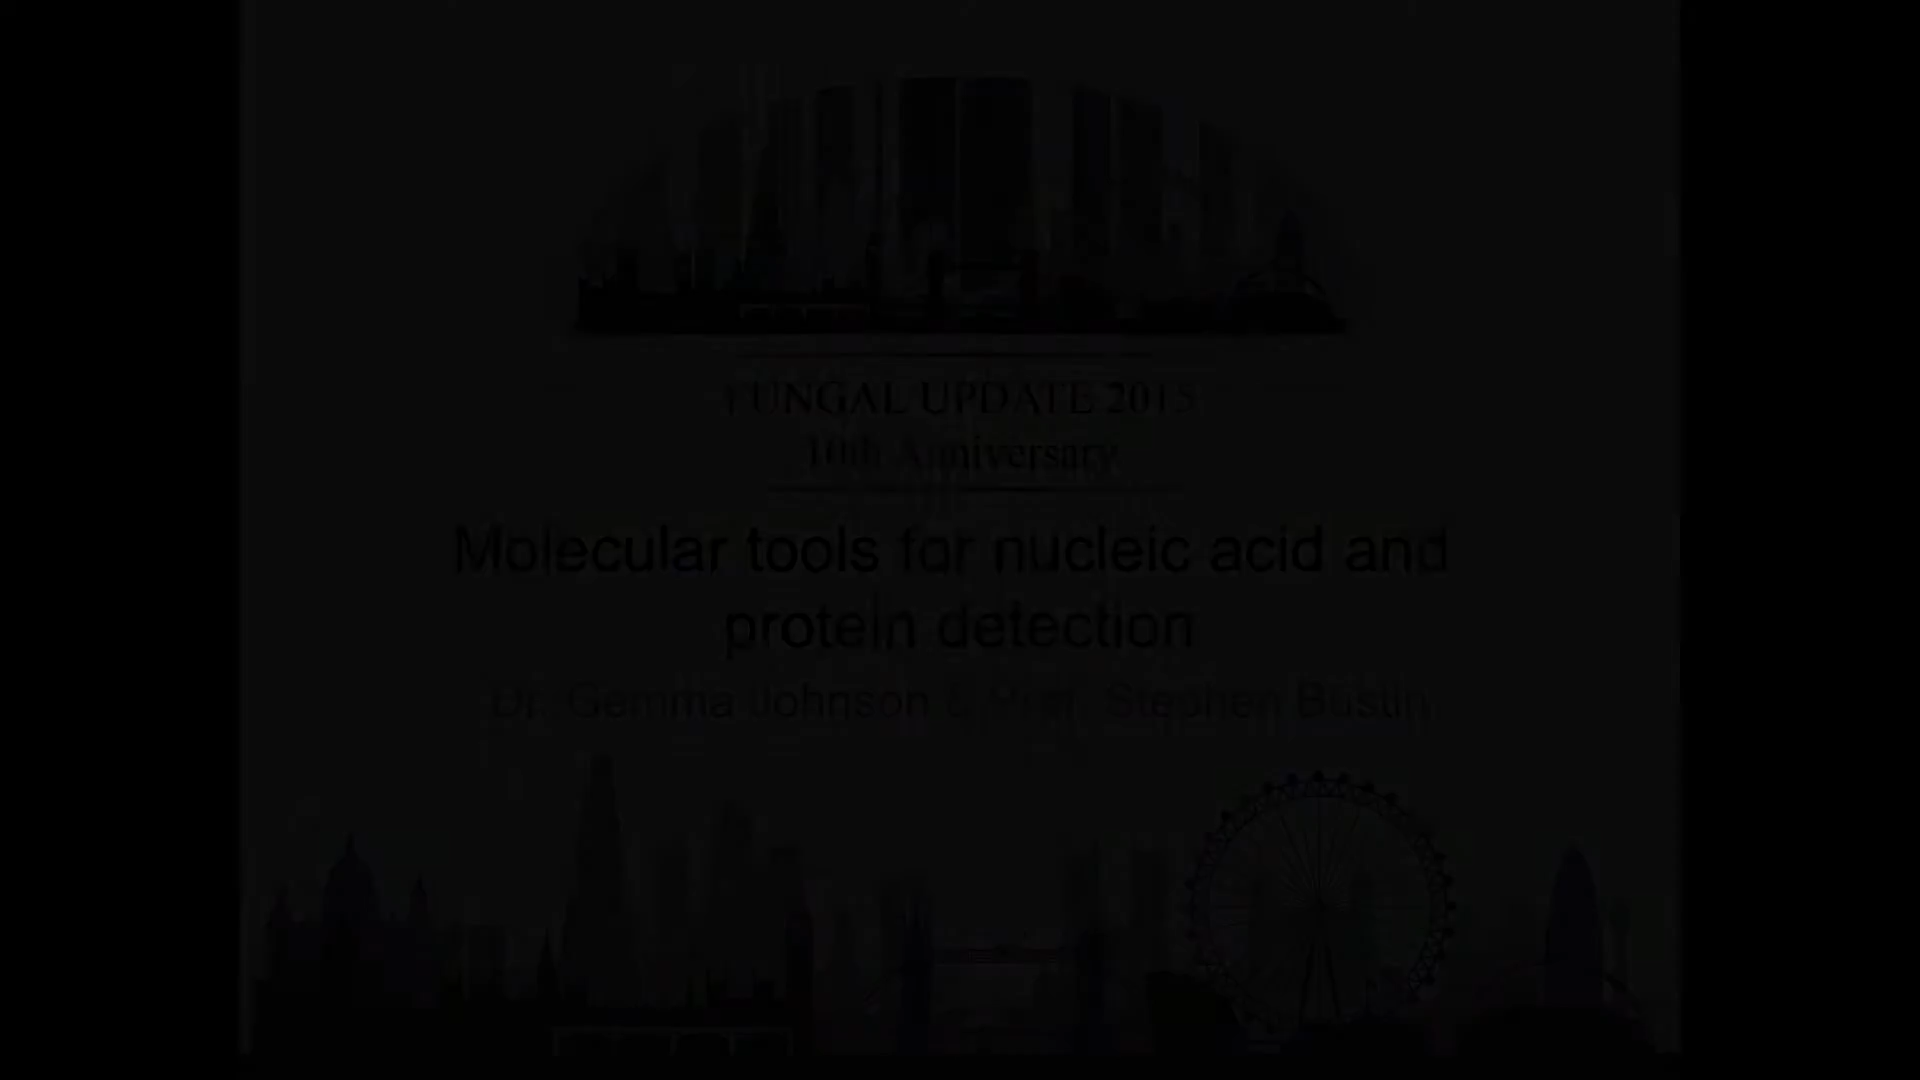 FUNGAL UPDATE 2015
10th Anniversary
Molecular tools for nucleic acid and
protein detection
Dr. Gemma Johnson & Prof. Stephen Bustin